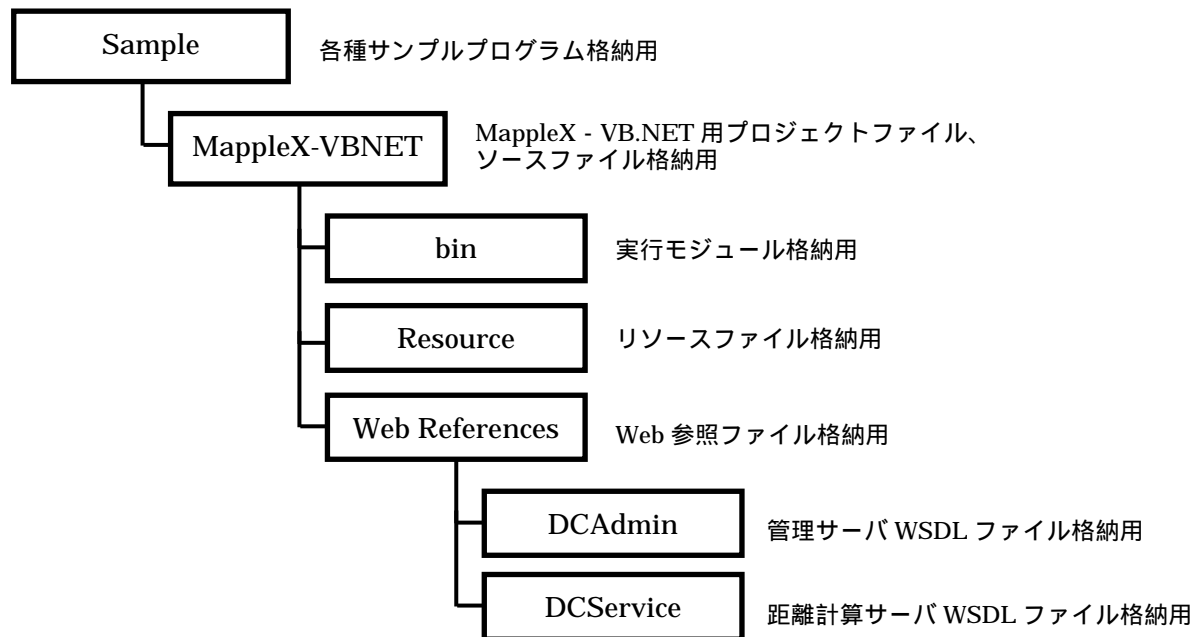 Sample
各種サンプルプログラム格納用
MappleX-VBNET
MappleX - VB.NET 用プロジェクトファイル、
ソースファイル格納用
bin
実行モジュール格納用
Resource
リソースファイル格納用
Web References
Web 参照ファイル格納用
DCAdmin
管理サーバ WSDL ファイル格納用
DCService
距離計算サーバ WSDL ファイル格納用